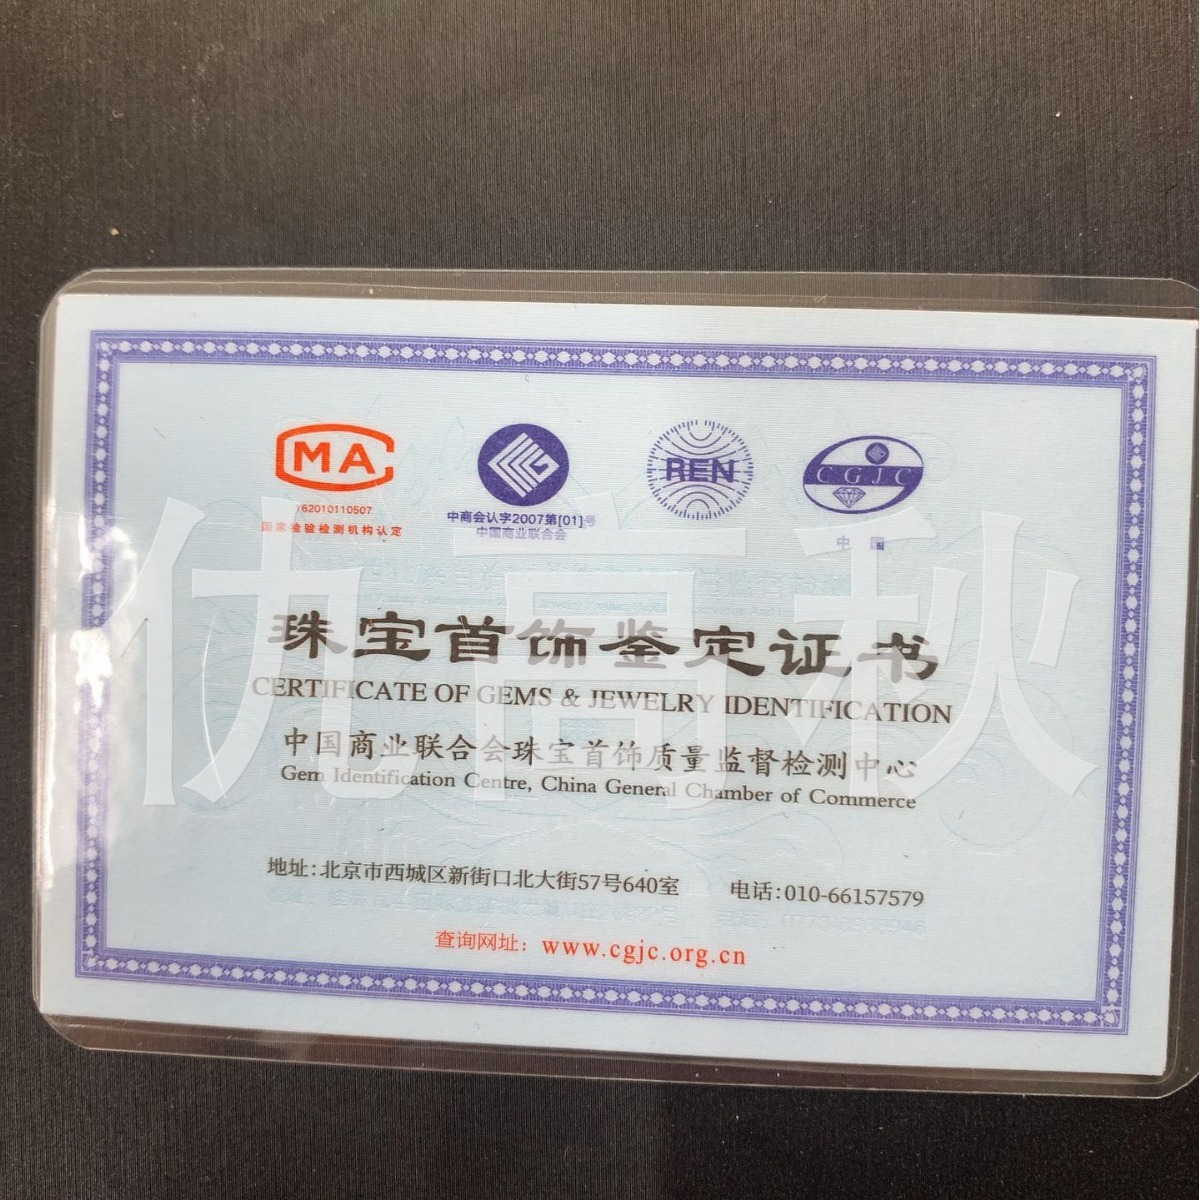 MA
162010110507
国家检验检测机构认定
中商会认字2007第[01]号
中国商业联合会
REN
CGJC
中国
仇高秋
珠宝首饰鉴定证书
CERTIFICATE OF GEMS & JEWELRY IDENTIFICATION
中国商业联合会珠宝首饰质量监督检测中心
Gem Identification Centre, China General Chamber of Commerce
地址:北京市西城区新街口北大街57号640室 电话:010-66157579
查询网址: www.cgjc.org.cn